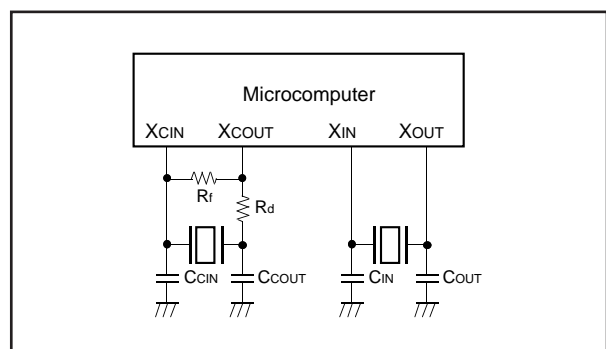 Microcomputer
XCIN XCOUT XIN XOUT
Rf
Rd
CCIN CCOUT CIN COUT